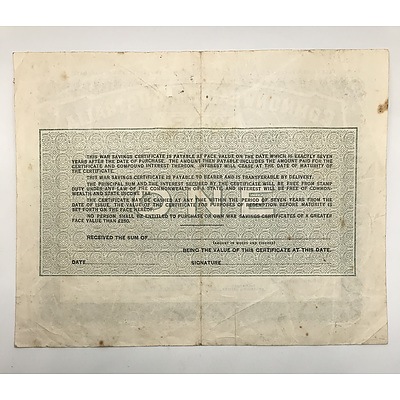 THIS WAR SAVINGS CERTIFICATE IS PAYABLE AT FACE VALUE ON THE DATE WHICH IS EXACTLY SEVEN
YEARS AFTER THE DATE OF PURCHASE. THE AMOUNT THEN PAYABLE INCLUDES THE AMOUNT PAID FOR THE
CERTIFICATE AND COMPOUND INTEREST THEREON. INTEREST WILL CEASE AT THE DATE OF MATURITY OF
THE CERTIFICATE.
THIS WAR SAVINGS CERTIFICATE IS PAYABLE TO BEARER AND IS TRANSFERABLE BY DELIVERY.
THE PRINCIPAL SUM AND THE INTEREST SECURED BY THE CERTIFICATE WILL BE FREE FROM STAMP
DUTY UNDER ANY LAW OF THE COMMONWEALTH OR A STATE, AND INTEREST WILL BE FREE OF COMMON-
WEALTH AND STATE INCOME TAX.
THE CERTIFICATE MAY BE CASHED AT ANY TIME WITHIN THE PERIOD OF SEVEN YEARS FROM THE
DATE OF ISSUE. THE VALUE OF THE CERTIFICATE FOR PURPOSES OF REDEMPTION BEFORE MATURITY IS
SET FORTH ON THE FACE HEREOF.
NO PERSON SHALL BE ENTITLED TO PURCHASE OR OWN WAR SAVINGS CERTIFICATES OF A GREATER
FACE VALUE THAN £250.
ONE
RECEIVED THE SUM OF
(AMOUNT IN WORDS AND FIGURES)
BEING THE VALUE OF THIS CERTIFICATE AT THIS DATE.
DATE SIGNATURE